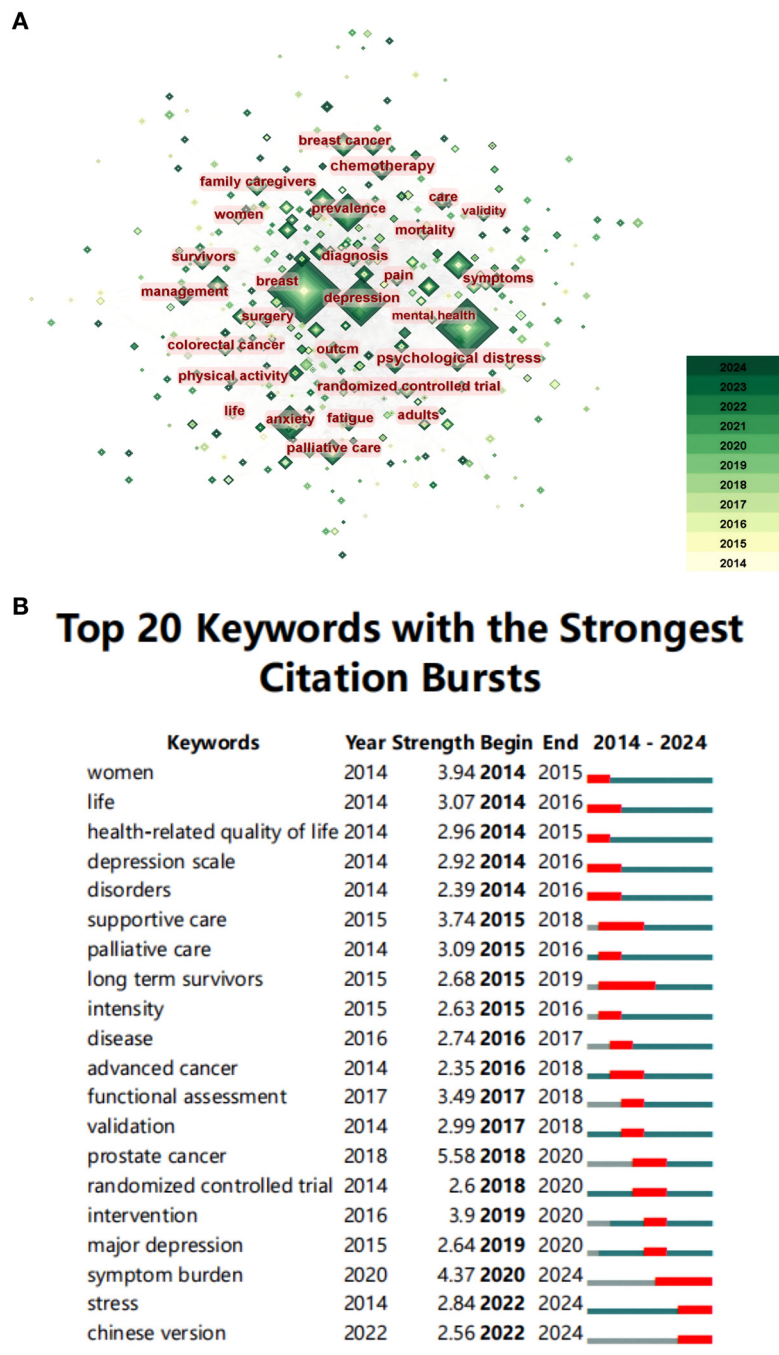 A
breast cancer
chemotherapy
family caregivers
care
women
prevalence
validity
mortality
survivors
diagnosis
breast
pain
symptoms
management
depression
surgery
mental health
colorectal cancer
outcm
psychological distress
physical activity
randomized controlled trial
life
anxiety
fatigue
adults
palliative care
2024
2023
2022
2021
2020
2019
2018
2017
2016
2015
2014
B
Top 20 Keywords with the Strongest
Citation Bursts
Keywords Year Strength Begin End 2014 - 2024
women 2014 3.94 2014 2015
life 2014 3.07 2014 2016
health-related quality of life 2014 2.96 2014 2015
depression scale 2014 2.92 2014 2016
disorders 2014 2.39 2014 2016
supportive care 2015 3.74 2015 2018
palliative care 2014 3.09 2015 2016
long term survivors 2015 2.68 2015 2019
intensity 2015 2.63 2015 2016
disease 2016 2.74 2016 2017
advanced cancer 2014 2.35 2016 2018
functional assessment 2017 3.49 2017 2018
validation 2014 2.99 2017 2018
prostate cancer 2018 5.58 2018 2020
randomized controlled trial 2014 2.6 2018 2020
intervention 2016 3.9 2019 2020
major depression 2015 2.64 2019 2020
symptom burden 2020 4.37 2020 2024
stress 2014 2.84 2022 2024
chinese version 2022 2.56 2022 2024